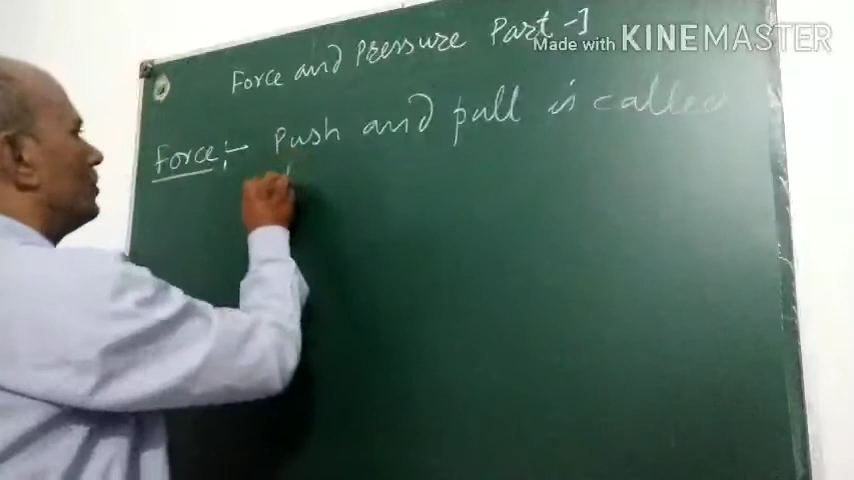 Force and Pressure Part -I
Made with KINEMASTER
Force :- Push and pull is called